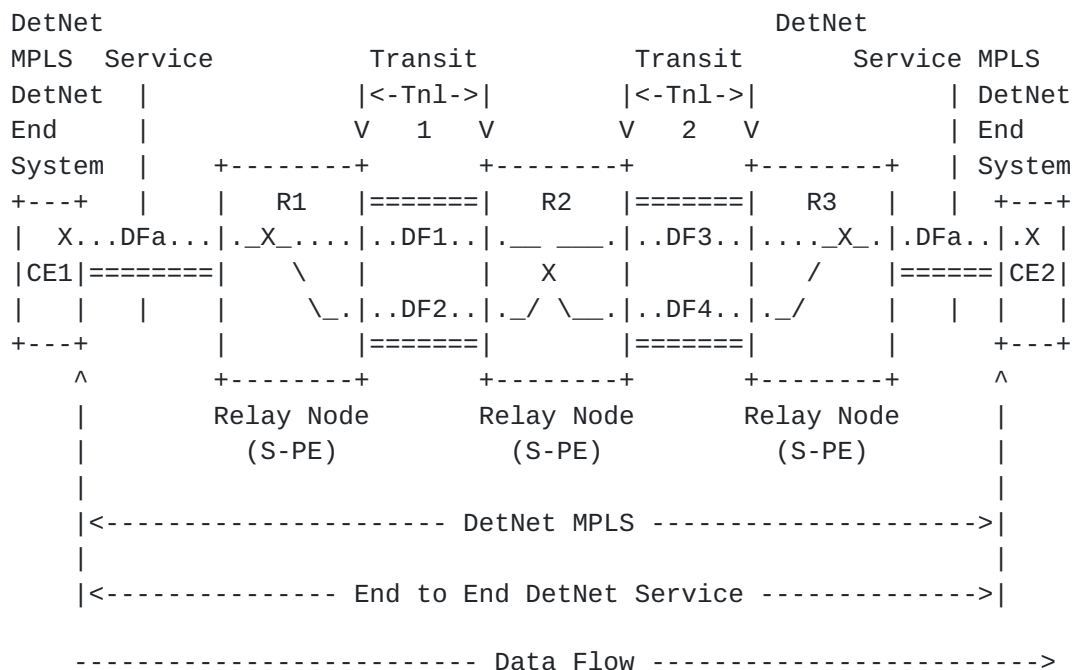 DetNet                                             DetNet
MPLS  Service          Transit          Transit       Service MPLS
DetNet  |             |<-Tnl->|        |<-Tnl->|            | DetNet
End     |             V   1   V        V   2   V            | End
System  |    +--------+       +--------+       +--------+   | System
+---+   |    |   R1   |=======|   R2   |=======|   R3   |   |  +---+
|  X...DFa...|._X_....|..DF1..|.__ ___.|..DF3..|...._X_.|.DFa..|.X |
|CE1|========|    \   |       |   X    |       |   /    |======|CE2|
|   |   |    |     \_.|..DF2..|._/ \__.|..DF4..|._/     |   |  |   |
+---+        |        |=======|        |=======|        |      +---+
    ^        +--------+       +--------+       +--------+      ^
    |        Relay Node       Relay Node       Relay Node      |
    |          (S-PE)           (S-PE)           (S-PE)        |
    |                                                          |
    |<---------------------- DetNet MPLS --------------------->|
    |                                                          |
    |<--------------- End to End DetNet Service -------------->|

    -------------------------- Data Flow ------------------------->